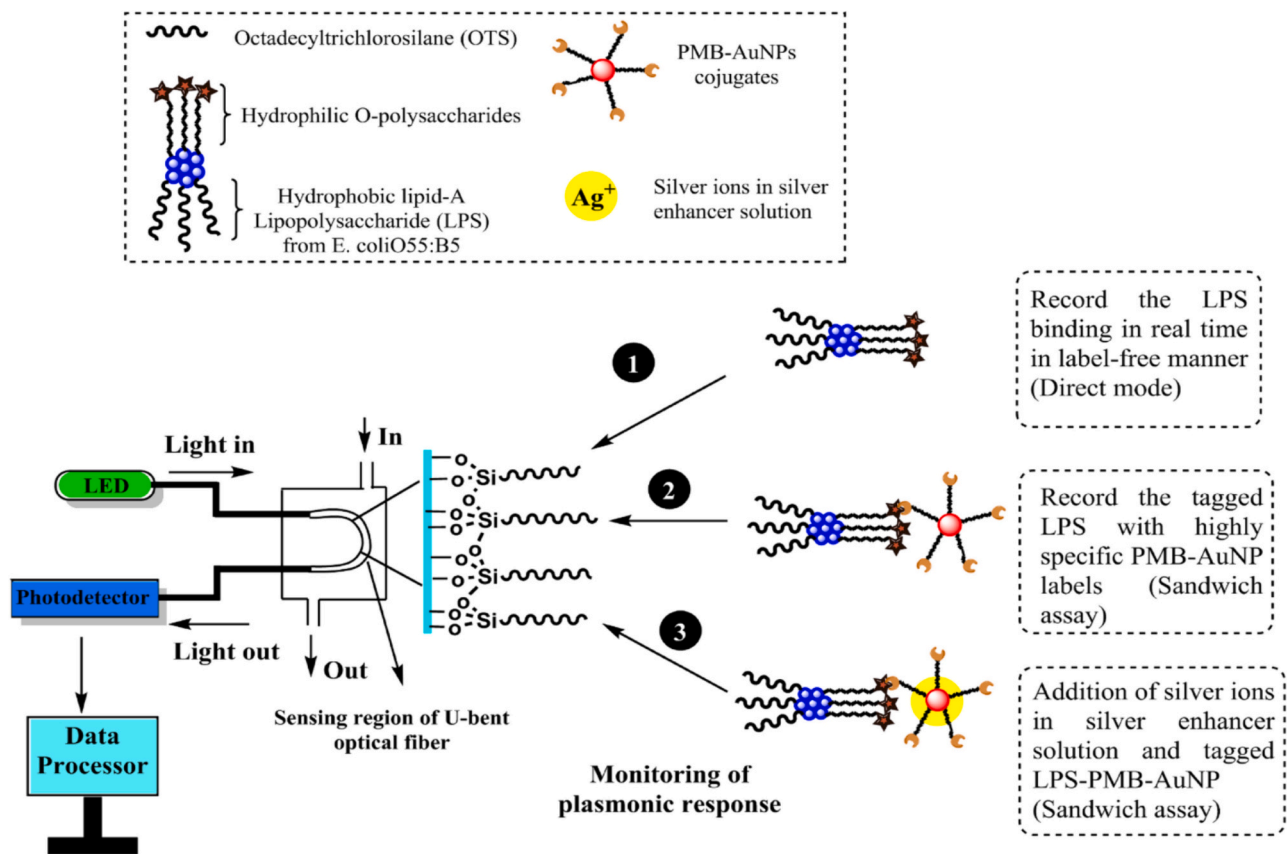 Octadecyltrichlorosilane (OTS)
Hydrophilic O-polysaccharides
Hydrophobic lipid-A
Lipopolysaccharide (LPS)
from E. coliO55:B5
PMB-AuNPs
cojugates
Ag+
Silver ions in silver
enhancer solution
Record the LPS
binding in real time
in label-free manner
(Direct mode)
1
In
Light in
LED
O
O
Si
O
O
O
Si
O
O
O
O
Si
O
O
O
Si
O
2
Record the tagged
LPS with highly
specific PMB-AuNP
labels (Sandwich
assay)
Photodetector
Light out
Out
3
Sensing region of U-bent
optical fiber
Addition of silver ions
in silver enhancer
solution and tagged
LPS-PMB-AuNP
(Sandwich assay)
Data
Processor
Monitoring of
plasmonic response